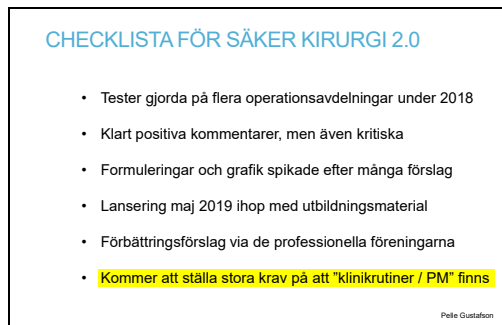 CHECKLISTA FÖR SÄKER KIRURGI 2.0
• Tester gjorda på flera operationsavdelningar under 2018
• Klart positiva kommentarer, men även kritiska
• Formuleringar och grafik spikade efter många förslag
• Lansering maj 2019 ihop med utbildningsmaterial
• Förbättringsförslag via de professionella föreningarna
• Kommer att ställa stora krav på att ”klinikrutiner / PM” finns
Pelle Gustafson